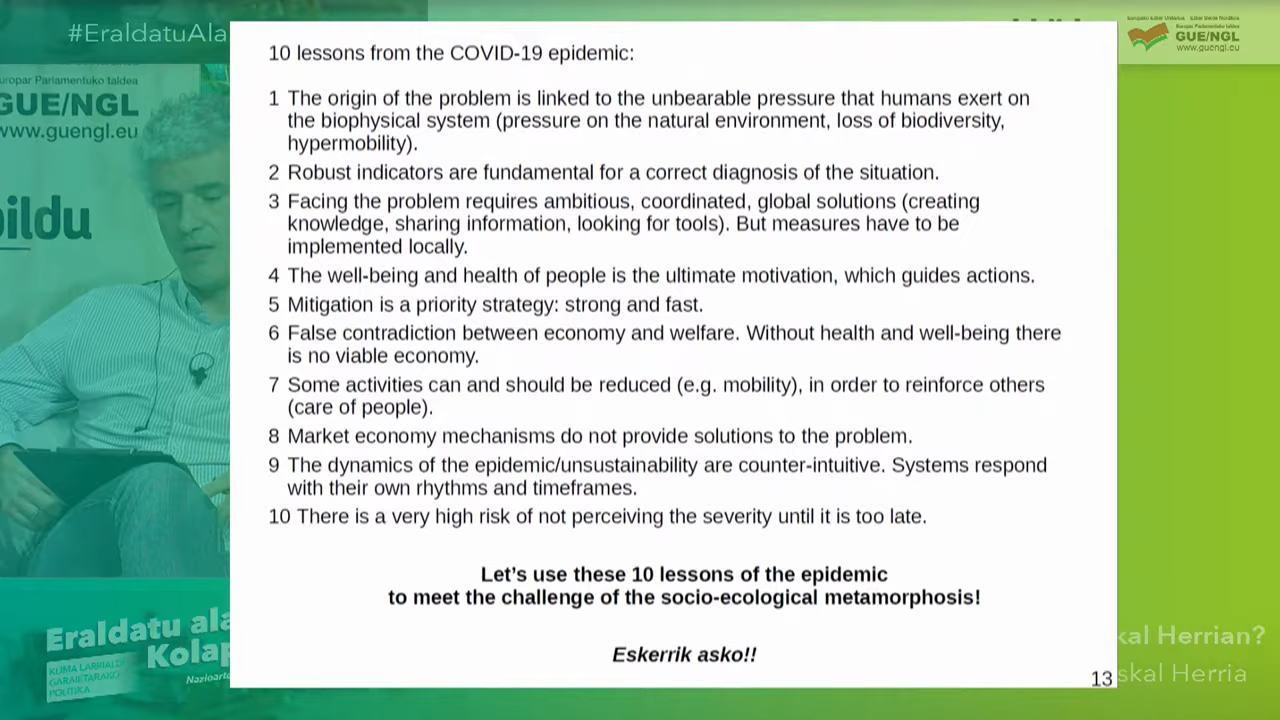 #EraldatuAla
10 lessons from the COVID-19 epidemic:
1 The origin of the problem is linked to the unbearable pressure that humans exert on
the biophysical system (pressure on the natural environment, loss of biodiversity,
hypermobility).
2 Robust indicators are fundamental for a correct diagnosis of the situation.
3 Facing the problem requires ambitious, coordinated, global solutions (creating
knowledge, sharing information, looking for tools). But measures have to be
implemented locally.
4 The well-being and health of people is the ultimate motivation, which guides actions.
5 Mitigation is a priority strategy: strong and fast.
6 False contradiction between economy and welfare. Without health and well-being there
is no viable economy.
7 Some activities can and should be reduced (e.g. mobility), in order to reinforce others
(care of people).
8 Market economy mechanisms do not provide solutions to the problem.
9 The dynamics of the epidemic/unsustainability are counter-intuitive. Systems respond
with their own rhythms and timeframes.
10 There is a very high risk of not perceiving the severity until it is too late.
Let's use these 10 lessons of the epidemic
to meet the challenge of the socio-ecological metamorphosis!
Eskerrik asko!!
13
Europar Parlamentuko taldea
GUE/NGL
www.guengl.eu
uropar Parlamentuko taldea
GUE/NGL
www.guengl.eu
bildu
Eraldatu ala
Kolap
KLIMA LARRIALDI
GARAIETARAKO
POLITIKA
Nazioarte
kal Herrian?
skal Herria